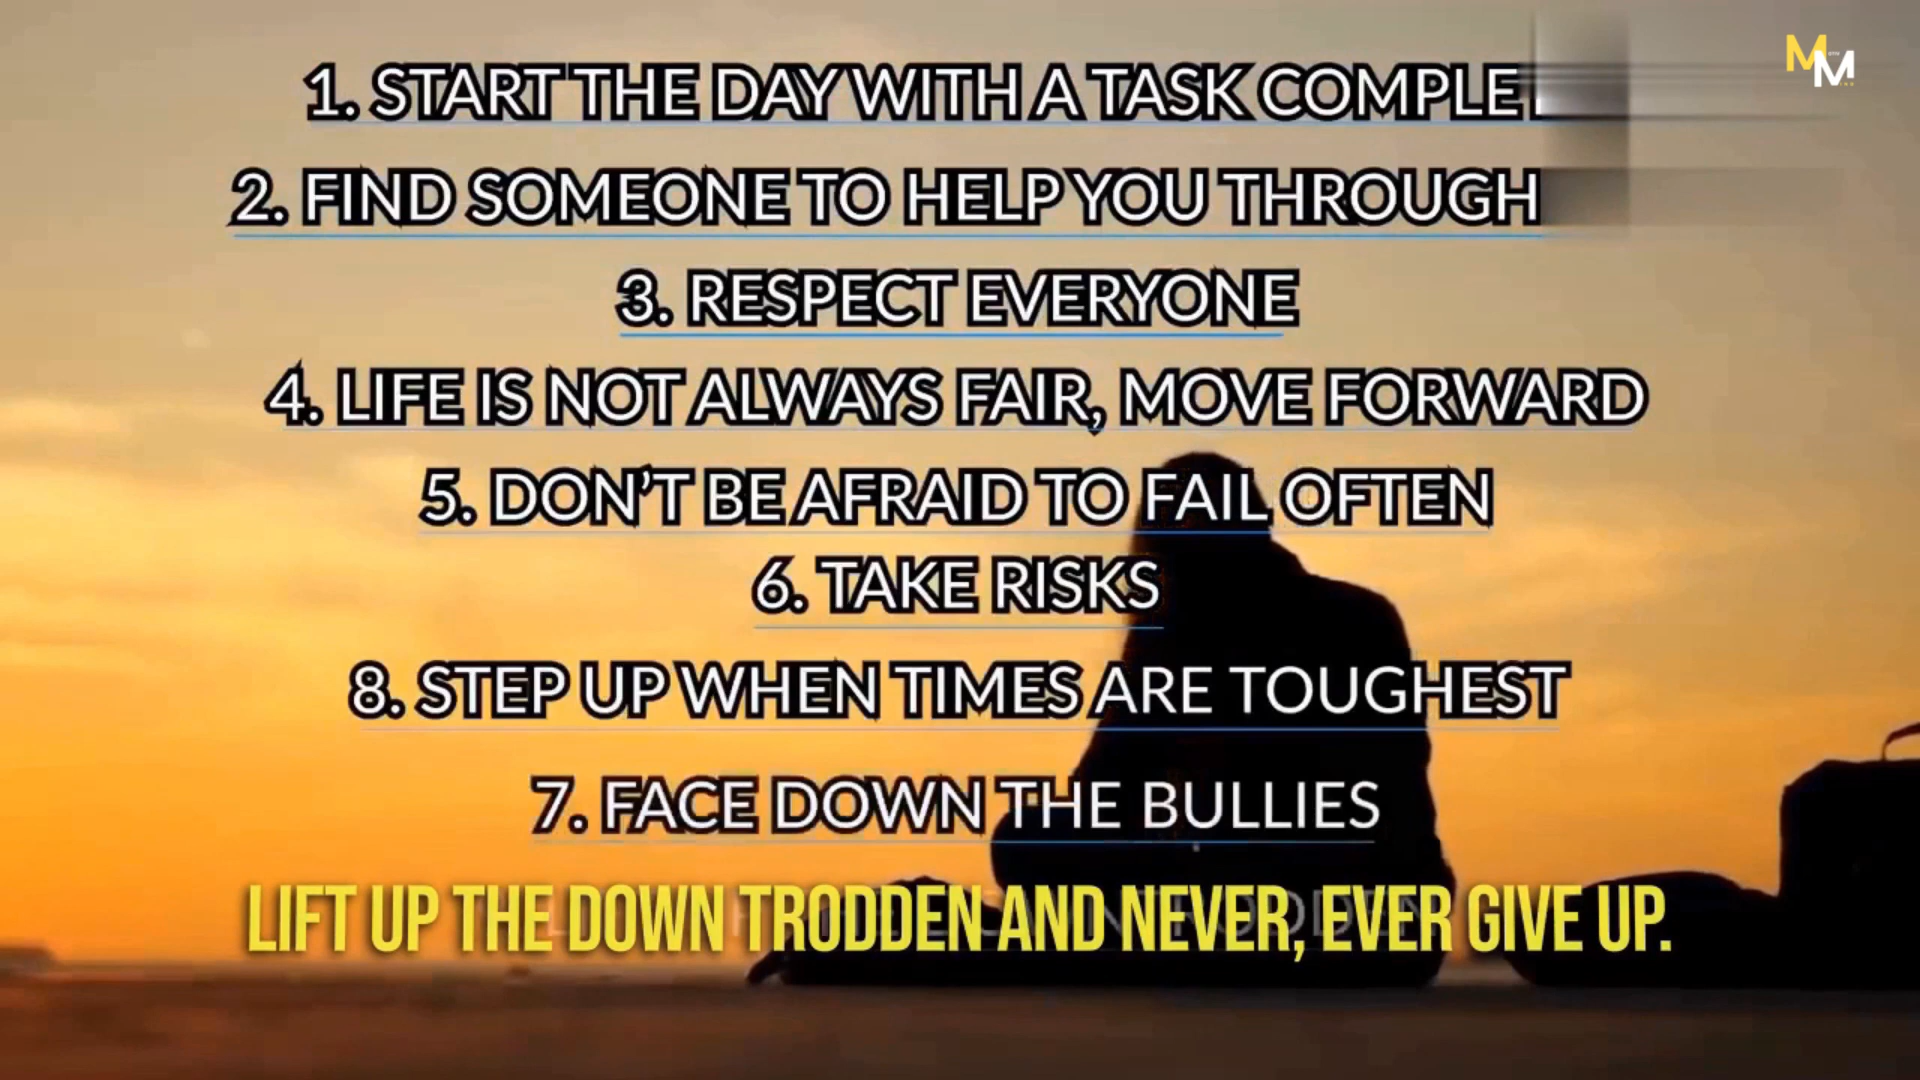 M
M
1. START THE DAY WITH A TASK COMPLE
2. FIND SOMEONE TO HELP YOU THROUGH
3. RESPECT EVERYONE
4. LIFE IS NOT ALWAYS FAIR, MOVE FORWARD
5. DON'T BE AFRAID TO FAIL OFTEN
6. TAKE RISKS
8. STEP UP WHEN TIMES ARE TOUGHEST
7. FACE DOWN THE BULLIES
LIFT UP THE DOWN TRODDEN AND NEVER, EVER GIVE UP.